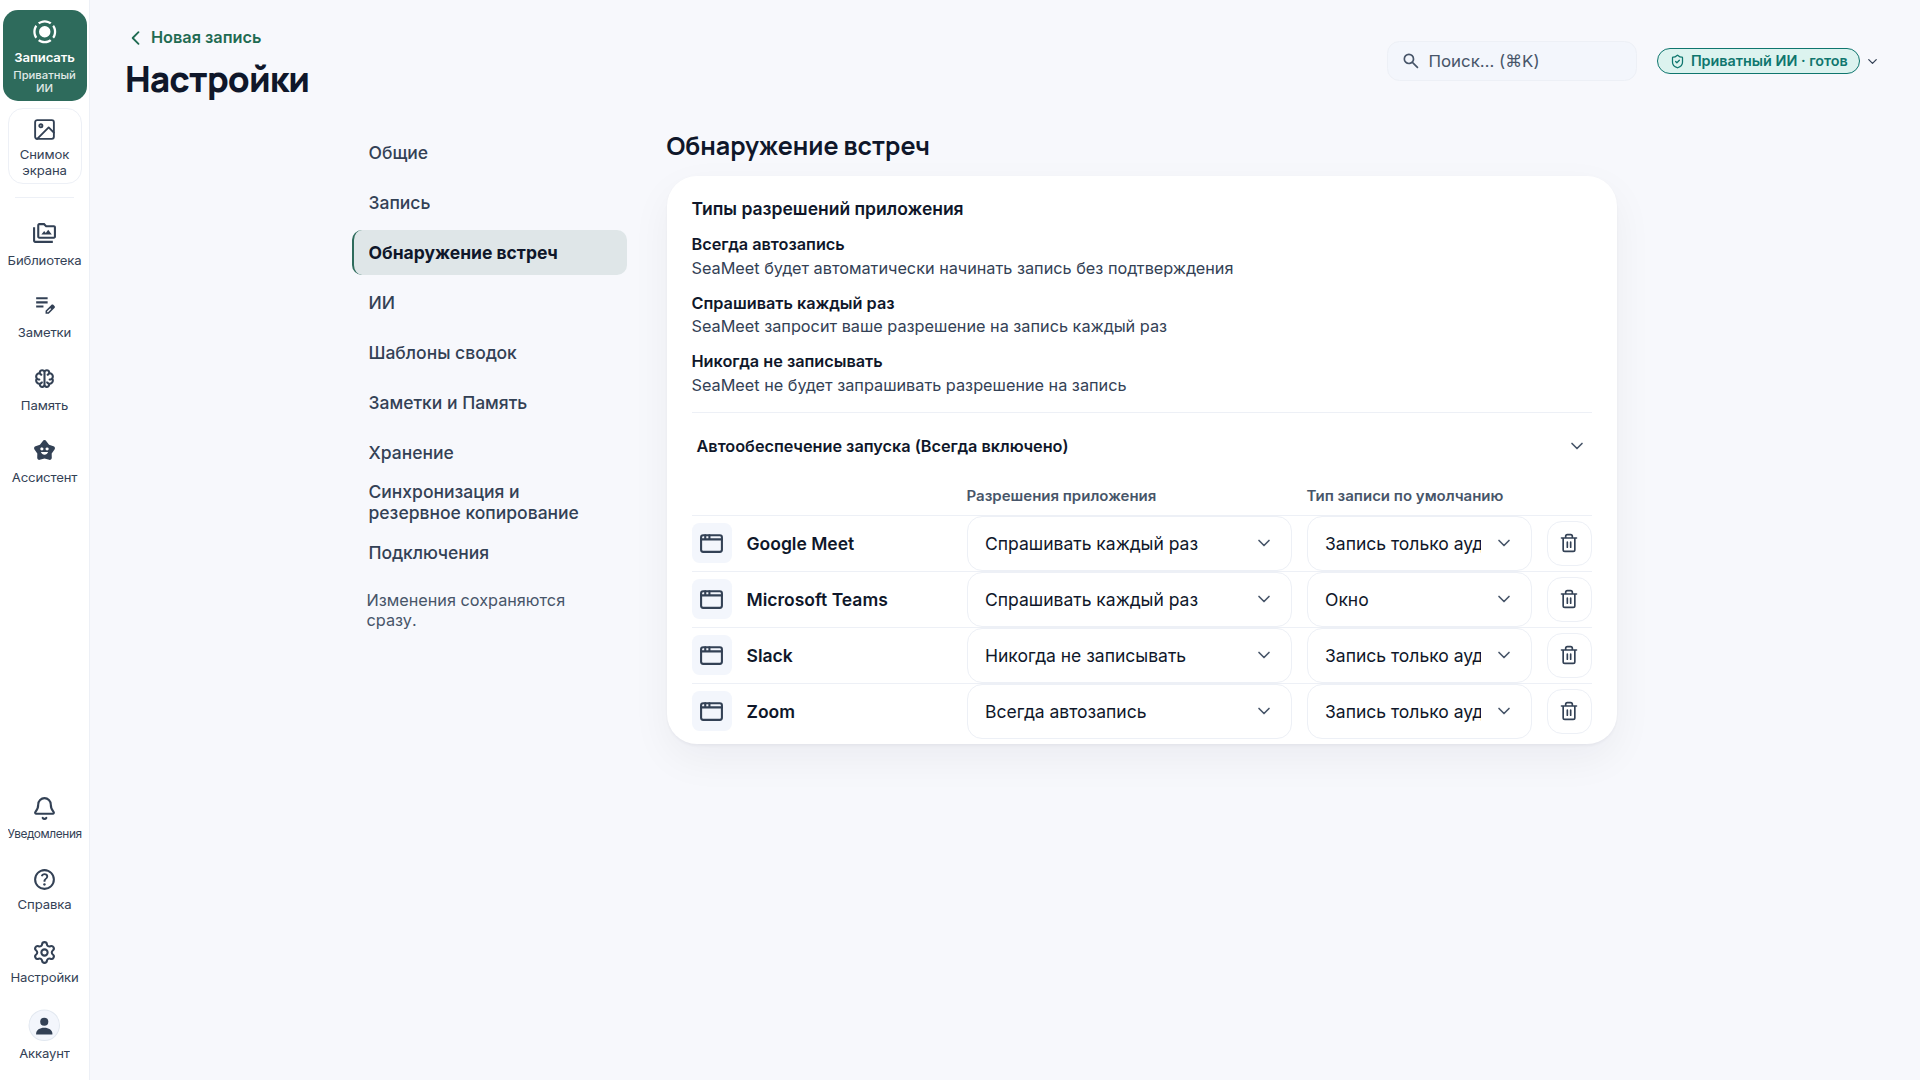 Записать
Приватный
ИИ
Снимок
экрана
Библиотека
Заметки
Память
Ассистент
Уведомления
Справка
Настройки
Аккаунт
Новая запись
Настройки
Поиск... (⌘K)
Приватный ИИ · готов
Общие
Запись
Обнаружение встреч
ИИ
Шаблоны сводок
Заметки и Память
Хранение
Синхронизация и
резервное копирование
Подключения
Изменения сохраняются
сразу.
Обнаружение встреч
Типы разрешений приложения
Всегда автозапись
SeaMeet будет автоматически начинать запись без подтверждения
Спрашивать каждый раз
SeaMeet запросит ваше разрешение на запись каждый раз
Никогда не записывать
SeaMeet не будет запрашивать разрешение на запись
Автообеспечение запуска (Всегда включено)
Разрешения приложения Тип записи по умолчанию
Google Meet Спрашивать каждый раз Запись только ауд
Microsoft Teams Спрашивать каждый раз Окно
Slack Никогда не записывать Запись только ауд
Zoom Всегда автозапись Запись только ауд